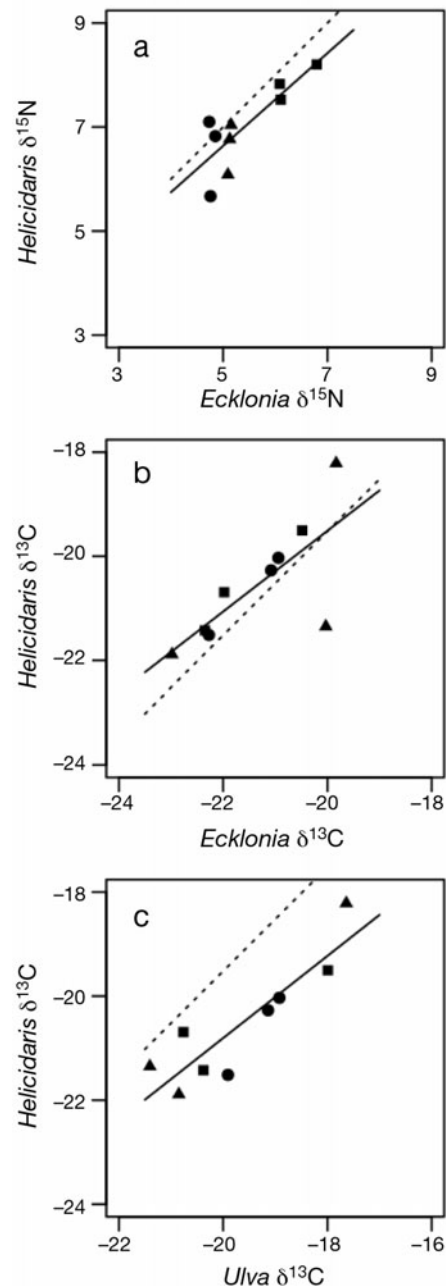 a
9
7
5
3
Helicidaris δ15N
3 5 7 9
Ecklonia δ15N
b
–18
–20
–22
–24
Helicidaris δ13C
–24 –22 –20 –18
Ecklonia δ13C
c
–18
–20
–22
–24
Helicidaris δ13C
–22 –20 –18 –16
Ulva δ13C